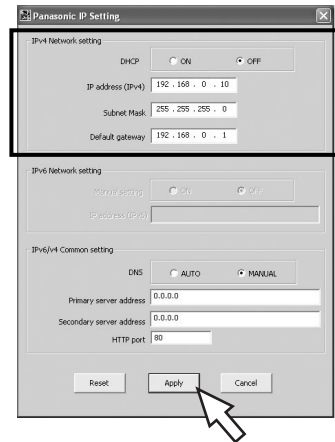 Panasonic IP Setting
IPv4 Network setting
DHCP ON OFF
IP address (IPv4) 192 . 168 . 0 . 10
Subnet Mask 255 . 255 . 255 . 0
Default gateway 192 . 168 . 0 . 1
IPv6 Network setting
Manual setting ON OFF
IP address (IPv6)
IPv6/v4 Common setting
DNS AUTO MANUAL
Primary server address 0.0.0.0
Secondary server address 0.0.0.0
HTTP port 80
Reset Apply Cancel